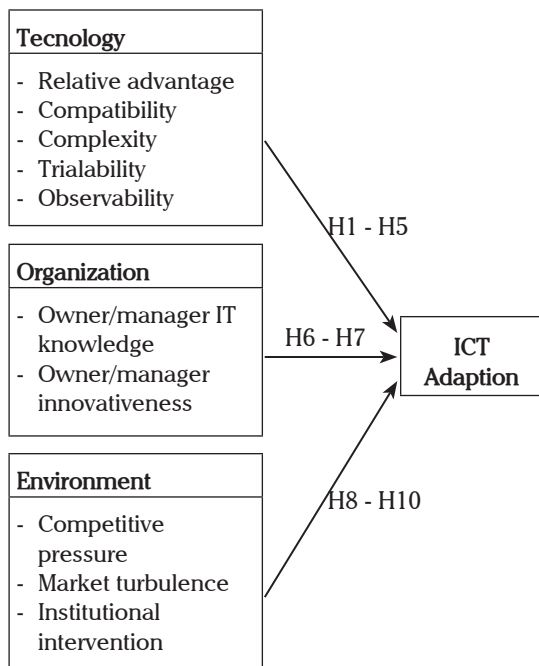 Tecnology
- Relative advantage
- Compatibility
- Complexity
- Trialability
- Observability
H1 - H5
Organization
- Owner/manager IT
knowledge
- Owner/manager
innovativeness
H6 - H7
ICT
Adaption
Environment
- Competitive
pressure
- Market turbulence
- Institutional
intervention
H8 - H10